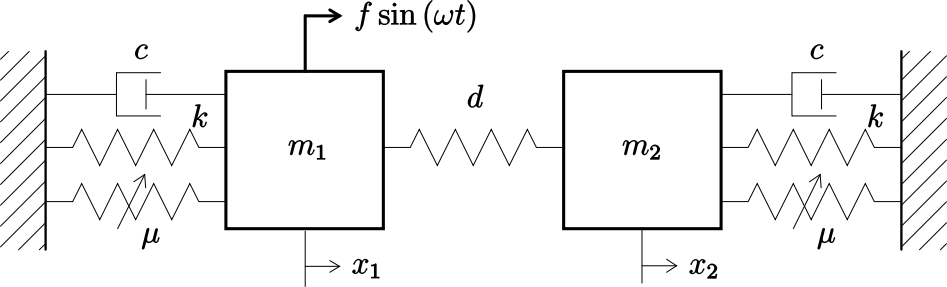 f sin (ωt)
c c
d
k k
m₁ m₂
μ μ
x₁ x₂